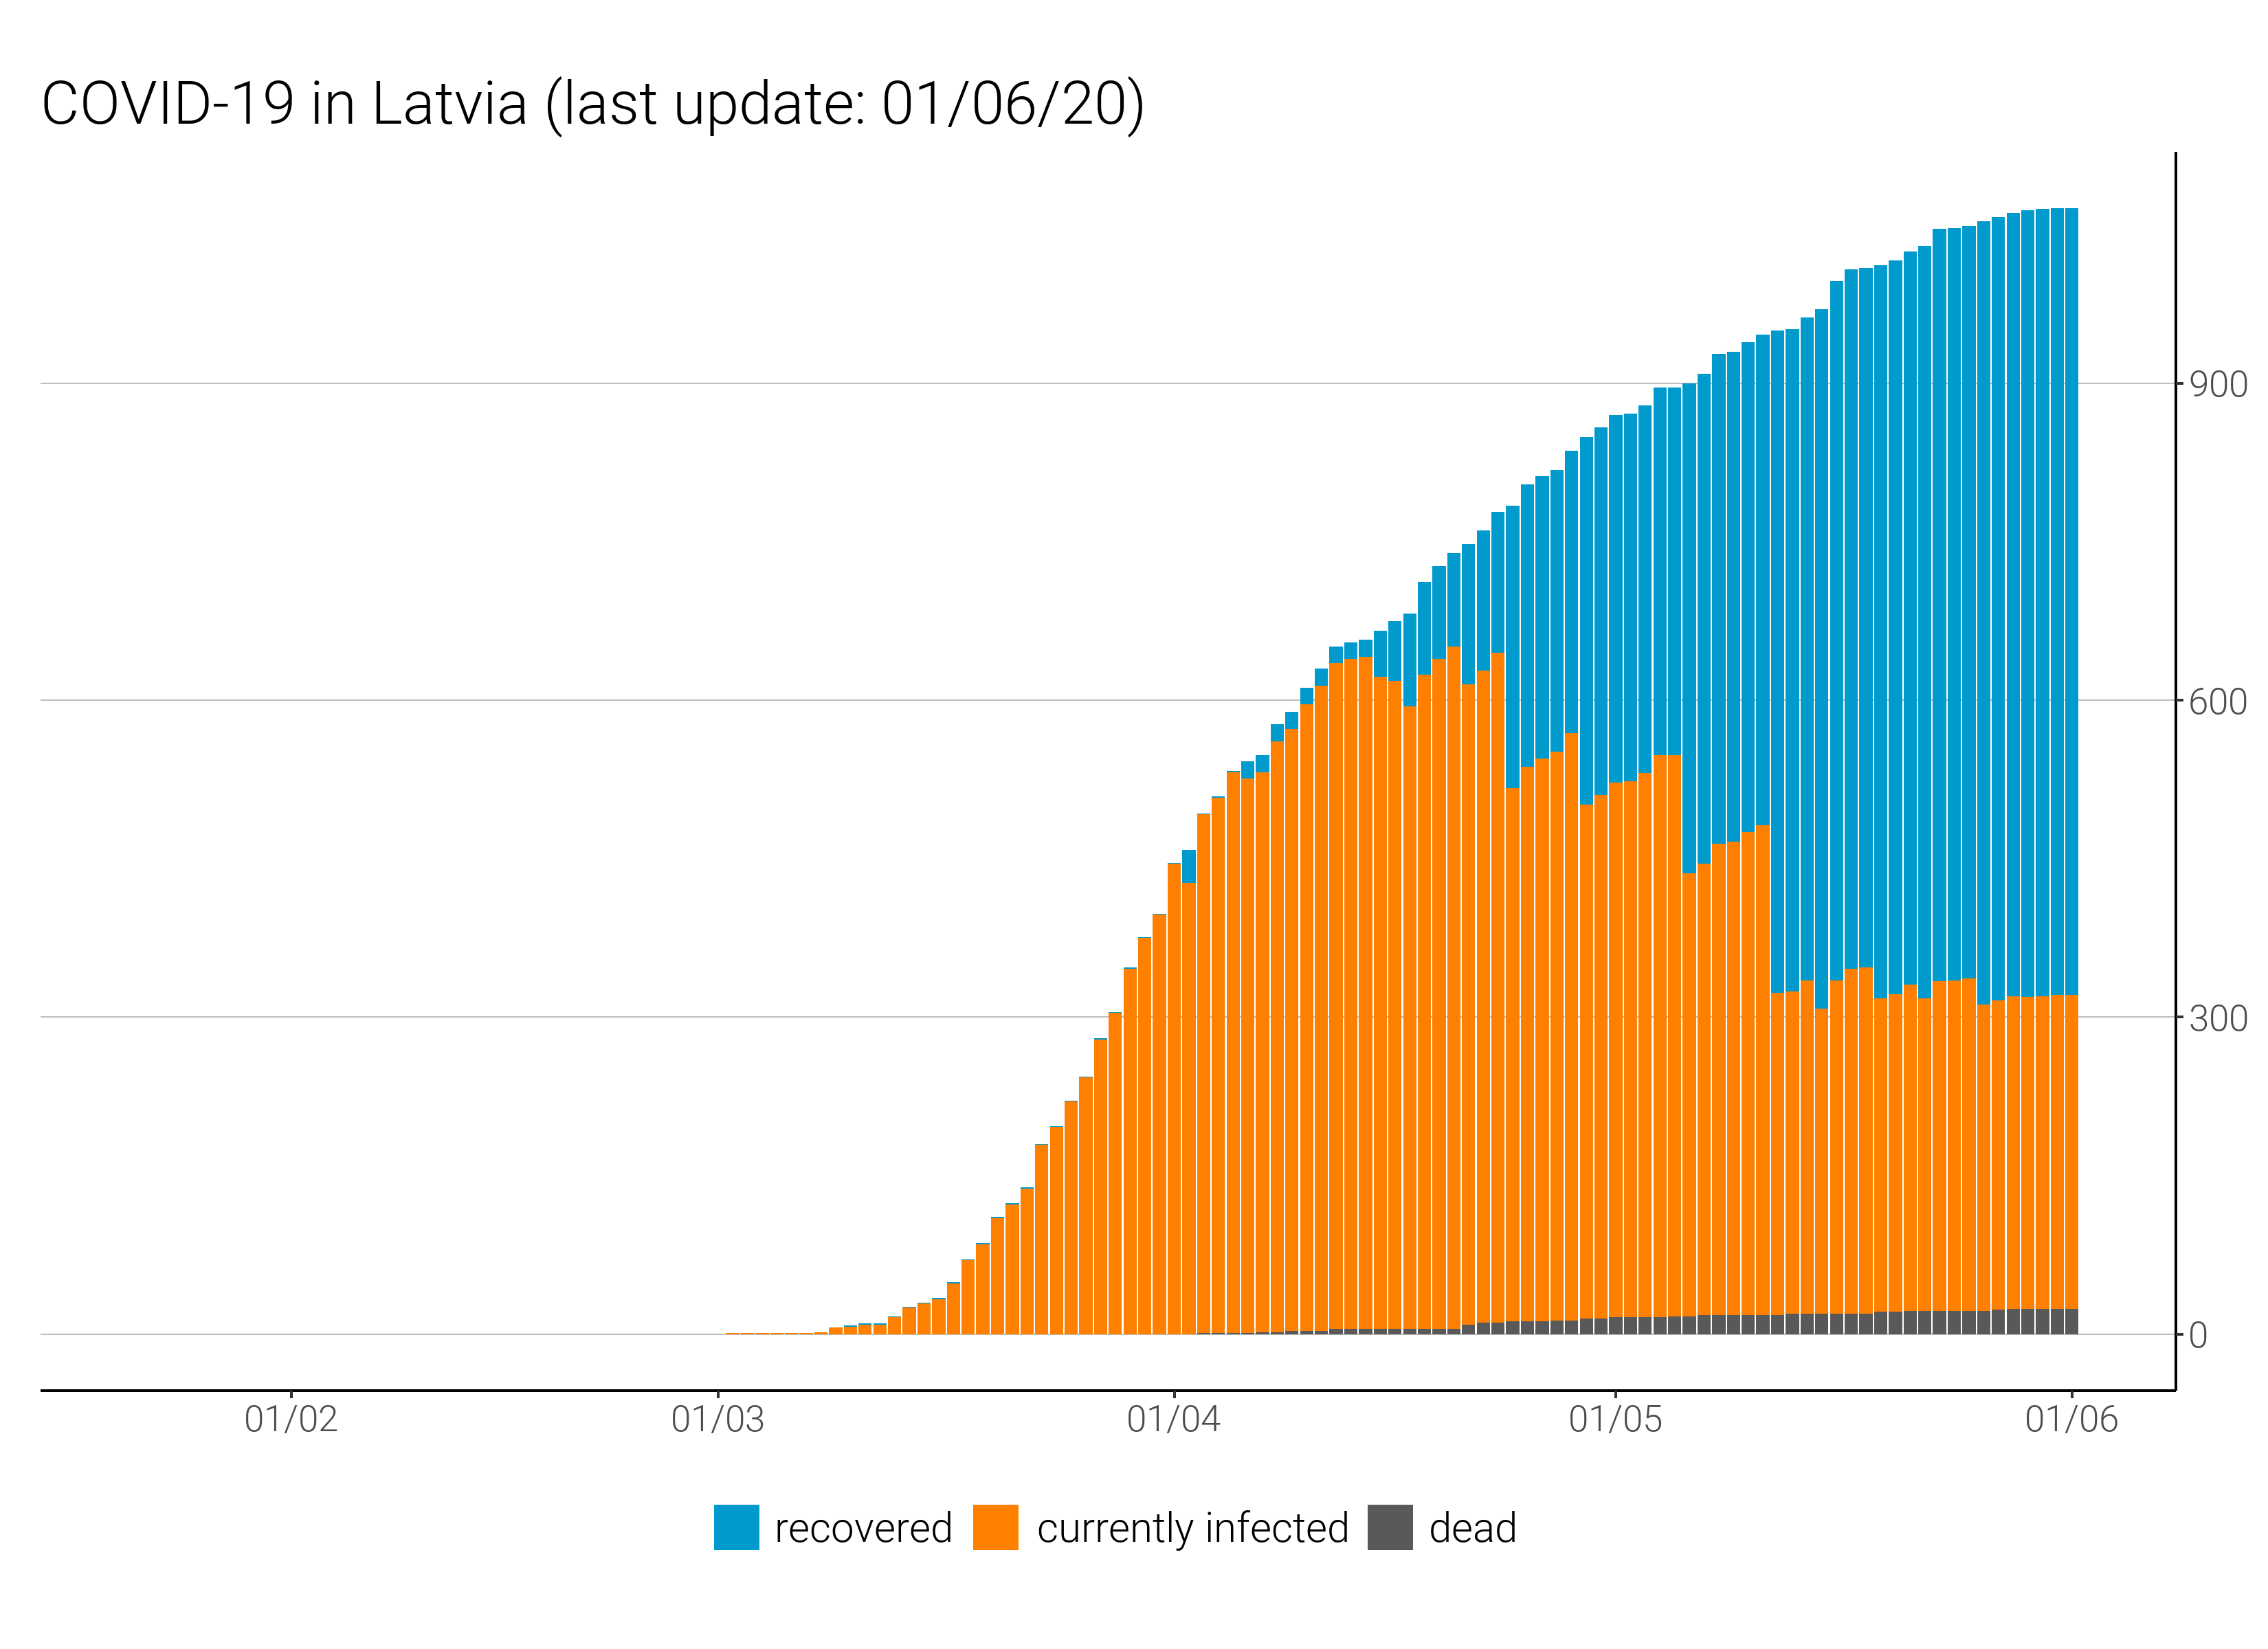 COVID-19 in Latvia (last update: 01/06/20)
900
600
300
0
01/02 01/03 01/04 01/05 01/06
recovered currently infected dead